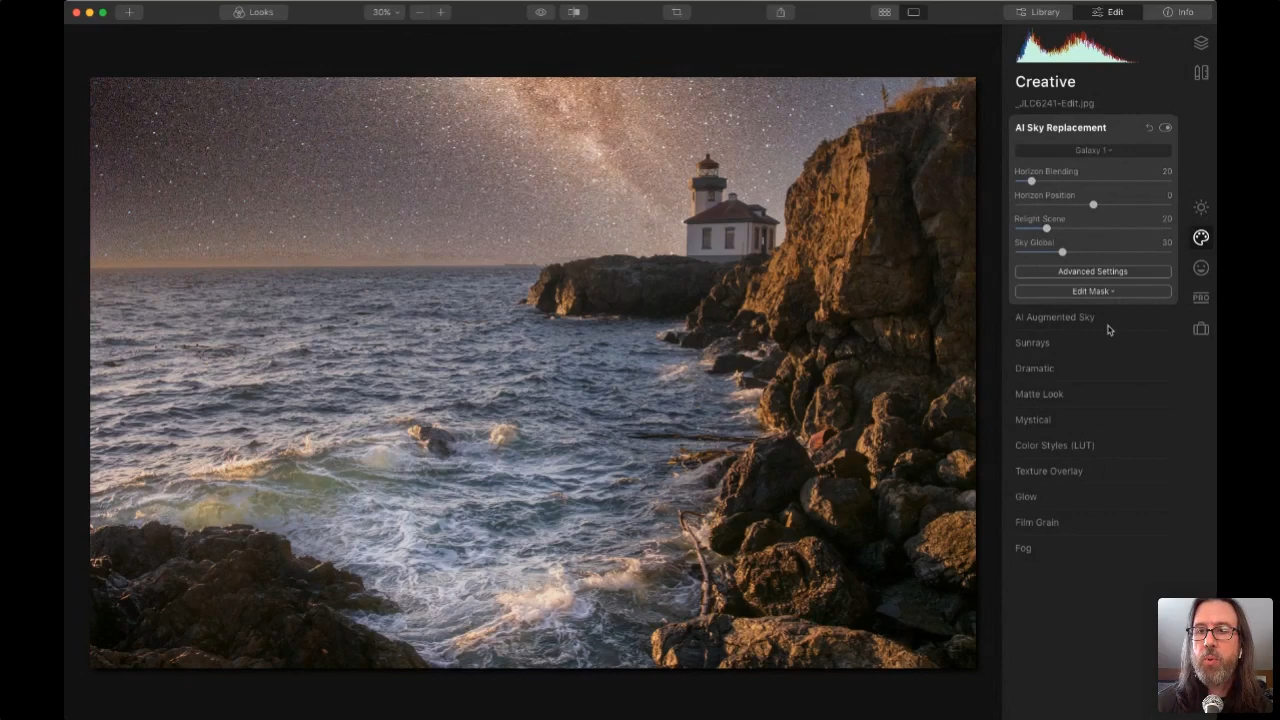 Looks
30%
Library
Edit
Info
Creative
_JLC6241-Edit.jpg
AI Sky Replacement
Galaxy 1
Horizon Blending 20
Horizon Position 0
Relight Scene 20
Sky Global 30
Advanced Settings
Edit Mask
AI Augmented Sky
Sunrays
Dramatic
Matte Look
Mystical
Color Styles (LUT)
Texture Overlay
Glow
Film Grain
Fog
PRO